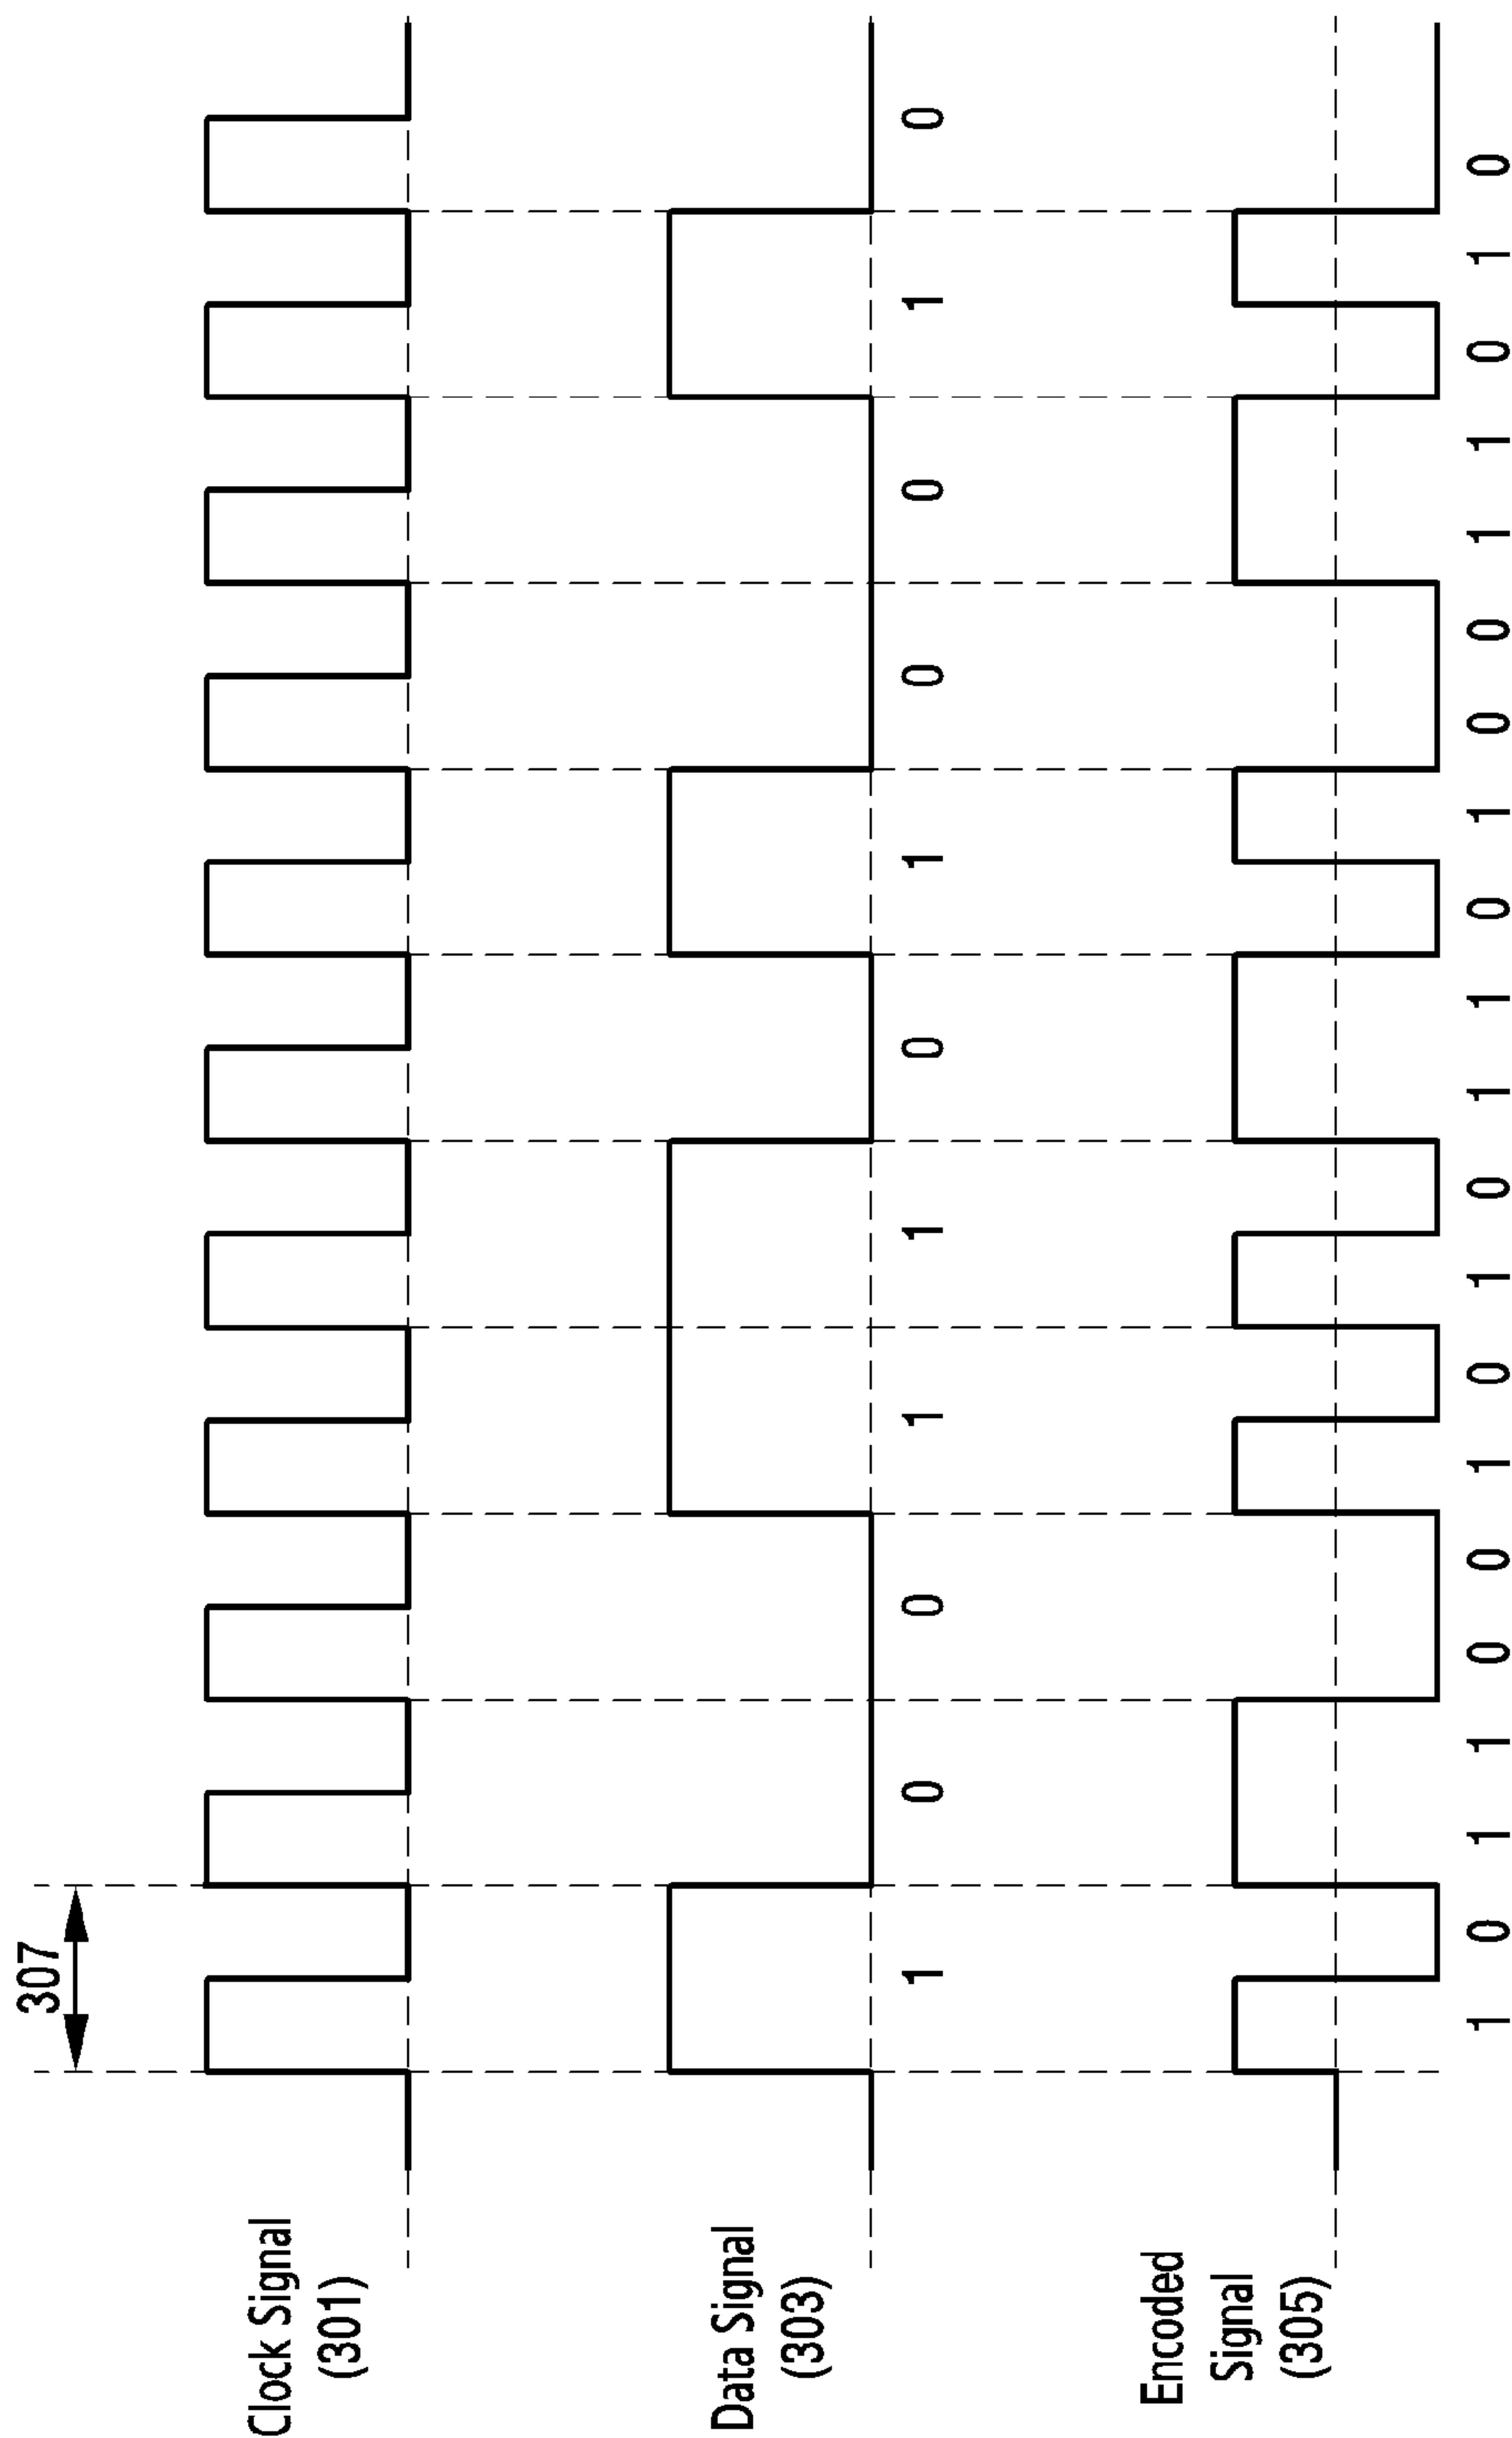 307
Clock Signal
(301)
Data Signal
(303)
1 0 0 1 1 0 1 0 0 1 0
Encoded
Signal
(305)
1 0 1 1 0 0 1 0 1 0 1 1 0 1 0 0 1 1 0 1 0